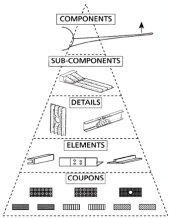 COMPONENTS
SUB-COMPONENTS
DETAILS
ELEMENTS
COUPONS